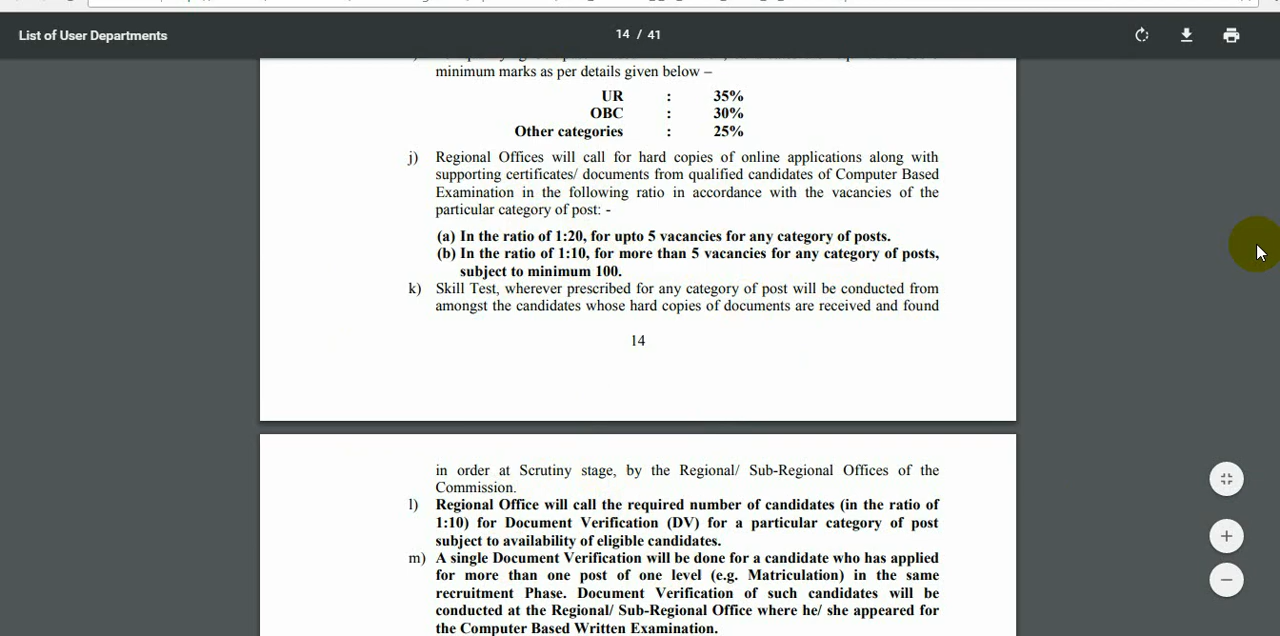 List of User Departments
14 / 41
minimum marks as per details given below –
UR : 35%
OBC : 30%
Other categories : 25%
j) Regional Offices will call for hard copies of online applications along with
supporting certificates/ documents from qualified candidates of Computer Based
Examination in the following ratio in accordance with the vacancies of the
particular category of post: -
(a) In the ratio of 1:20, for upto 5 vacancies for any category of posts.
(b) In the ratio of 1:10, for more than 5 vacancies for any category of posts,
subject to minimum 100.
k) Skill Test, wherever prescribed for any category of post will be conducted from
amongst the candidates whose hard copies of documents are received and found
14
in order at Scrutiny stage, by the Regional/ Sub-Regional Offices of the
Commission.
l) Regional Office will call the required number of candidates (in the ratio of
1:10) for Document Verification (DV) for a particular category of post
subject to availability of eligible candidates.
m) A single Document Verification will be done for a candidate who has applied
for more than one post of one level (e.g. Matriculation) in the same
recruitment Phase. Document Verification of such candidates will be
conducted at the Regional/ Sub-Regional Office where he/ she appeared for
the Computer Based Written Examination.